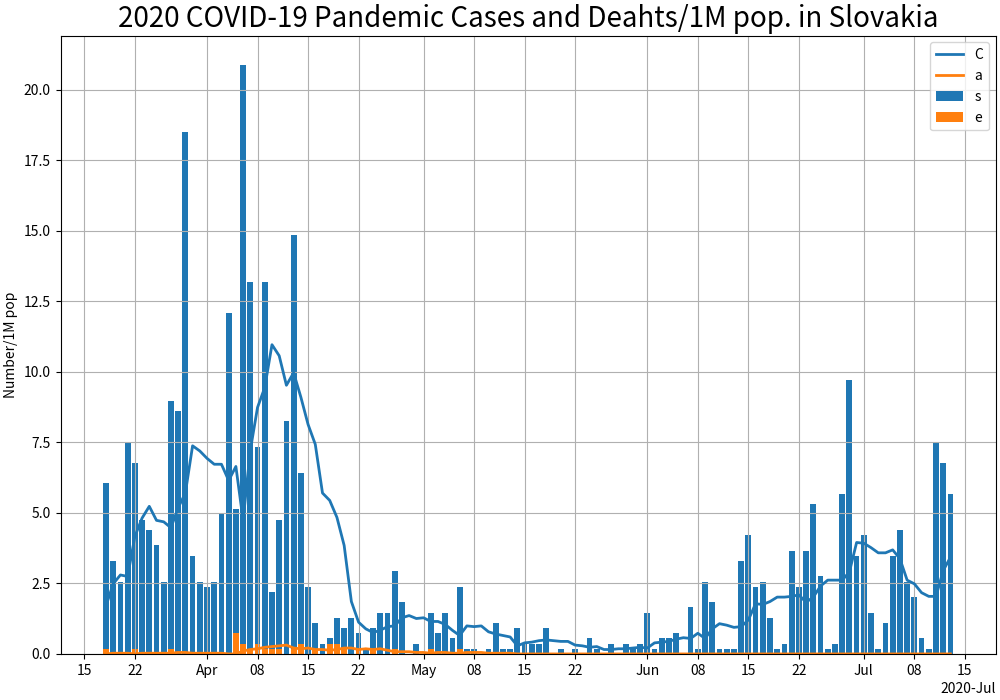 2020 COVID-19 Pandemic Cases and Deahts/1M pop. in Slovakia
C
a
s
e
Number/1M pop
20.0
17.5
15.0
12.5
10.0
7.5
5.0
2.5
0.0
15 22 Apr 08 15 22 May 08 15 22 Jun 08 15 22 Jul 08 15
2020-Jul